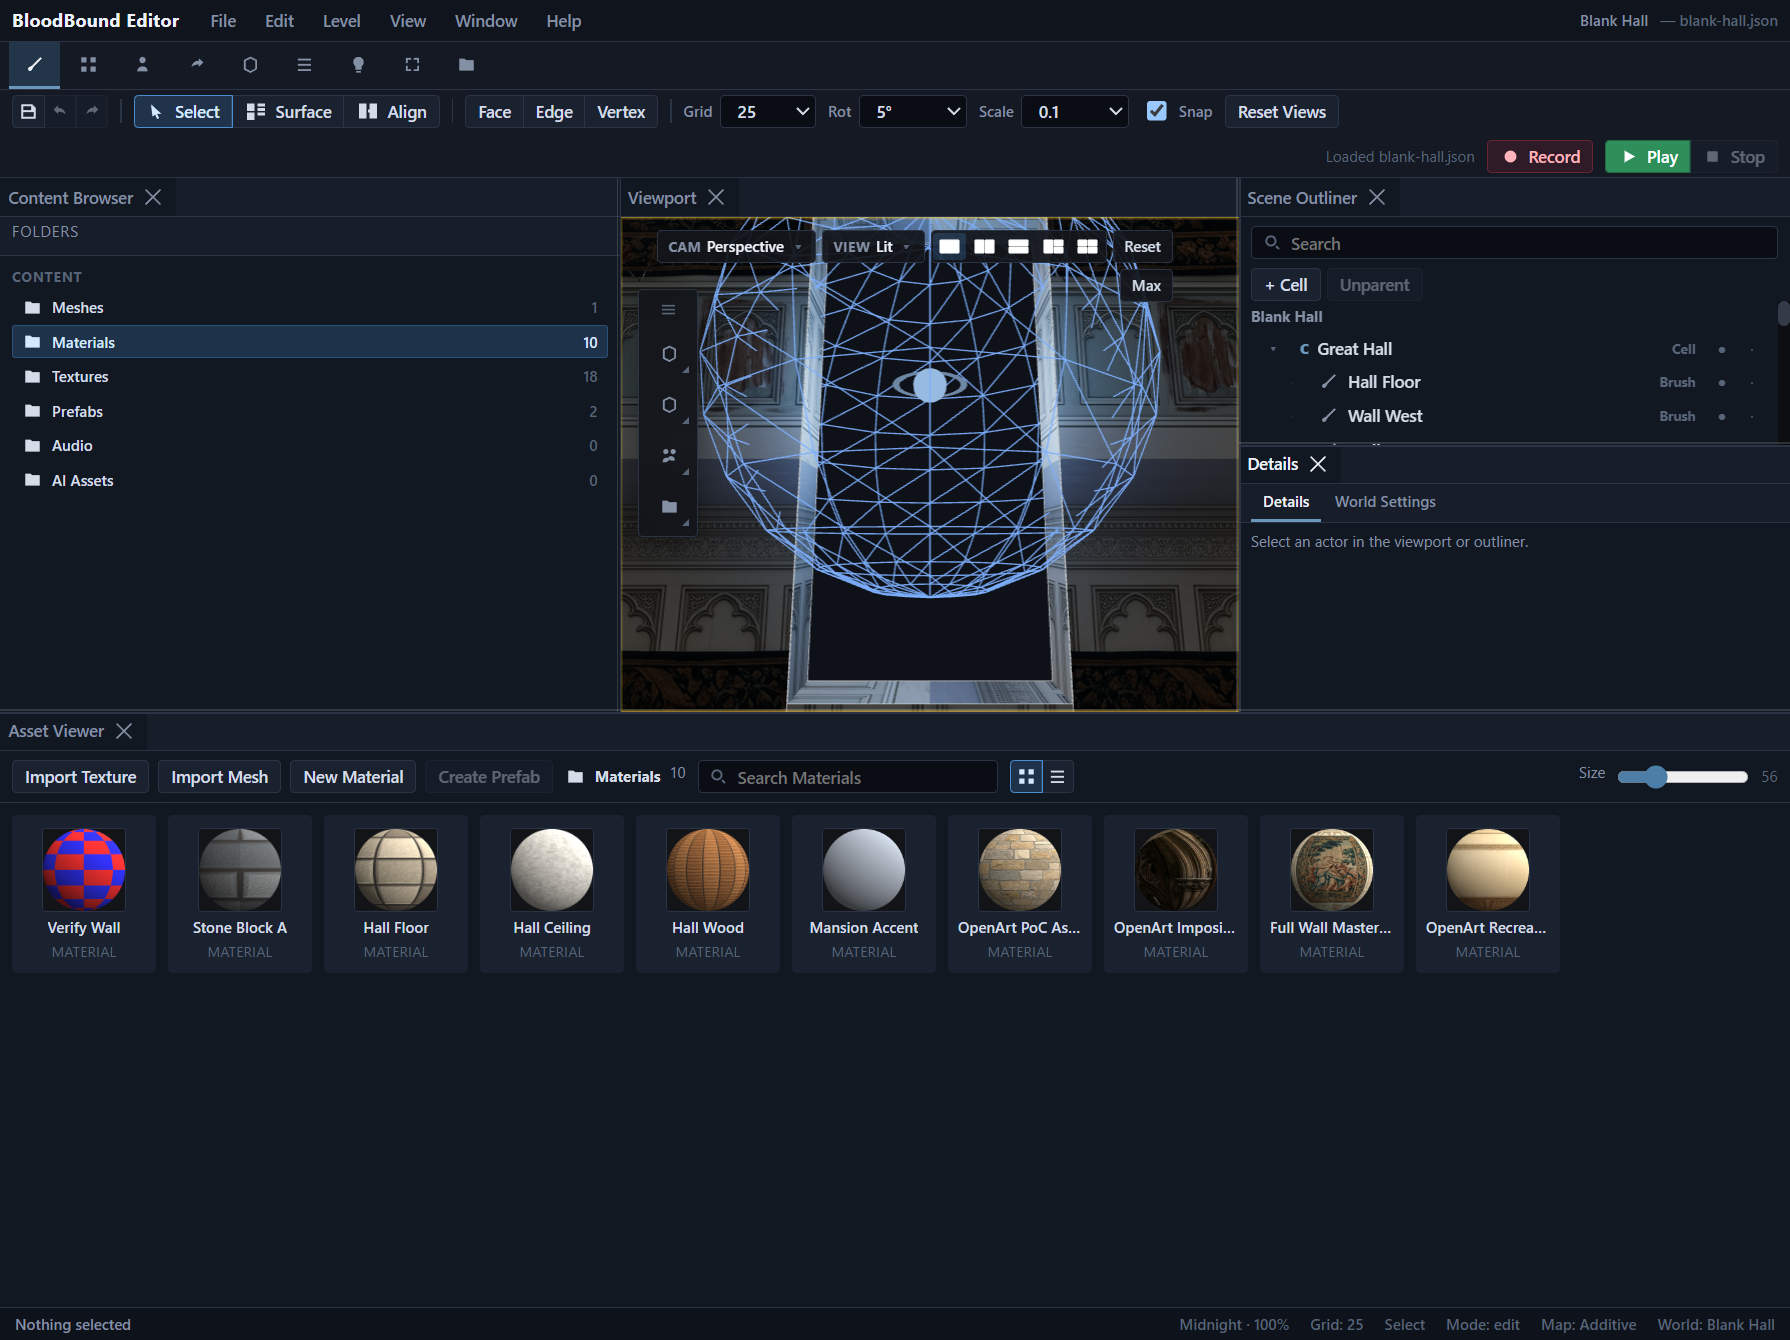 BloodBound Editor File Edit Level View Window Help Blank Hall — blank-hall.json
Select Surface Align Face Edge Vertex Grid 25 Rot 5° Scale 0.1 Snap Reset Views
Loaded blank-hall.json Record Play Stop
Content Browser
FOLDERS
CONTENT
Meshes 1
Materials 10
Textures 18
Prefabs 2
Audio 0
AI Assets 0
Viewport
CAM Perspective VIEW Lit Reset
Max
Scene Outliner
Search
+ Cell Unparent
Blank Hall
C Great Hall Cell
Hall Floor Brush
Wall West Brush
Details
Details World Settings
Select an actor in the viewport or outliner.
Asset Viewer
Import Texture Import Mesh New Material Create Prefab Materials 10 Search Materials Size 56
Verify Wall
MATERIAL
Stone Block A
MATERIAL
Hall Floor
MATERIAL
Hall Ceiling
MATERIAL
Hall Wood
MATERIAL
Mansion Accent
MATERIAL
OpenArt PoC As...
MATERIAL
OpenArt Imposi...
MATERIAL
Full Wall Master...
MATERIAL
OpenArt Recrea...
MATERIAL
Nothing selected Midnight · 100% Grid: 25 Select Mode: edit Map: Additive World: Blank Hall